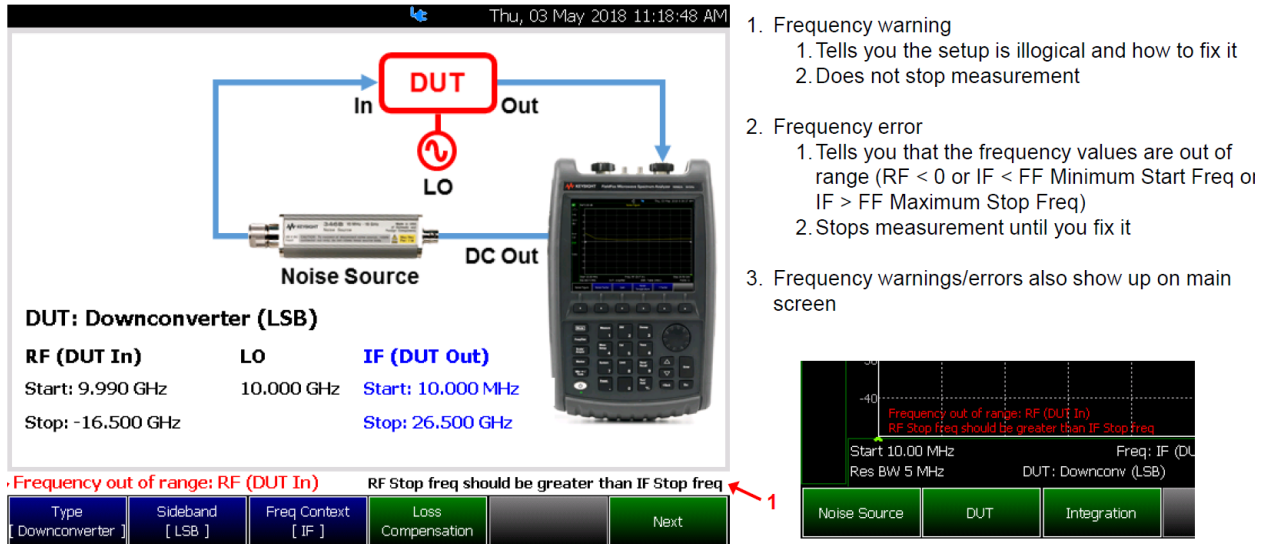 Thu, 03 May 2018 11:18:48 AM
DUT
In
Out
LO
KEYSIGHT
Noise Source
DC Out
DUT: Downconverter (LSB)
RF (DUT In)
LO
IF (DUT Out)
Start: 9.990 GHz
10.000 GHz
Start: 10.000 MHz
Stop: -16.500 GHz
Stop: 26.500 GHz
Frequency out of range: RF (DUT In)
RF Stop freq should be greater than IF Stop freq
1
Type
[ Downconverter ]
Sideband
[ LSB ]
Freq Context
[ IF ]
Loss
Compensation
Next
1. Frequency warning
1. Tells you the setup is illogical and how to fix it
2. Does not stop measurement
2. Frequency error
1. Tells you that the frequency values are out of
range (RF < 0 or IF < FF Minimum Start Freq or
IF > FF Maximum Stop Freq)
2. Stops measurement until you fix it
3. Frequency warnings/errors also show up on main
screen
-40
Frequency out of range: RF (DUT In)
RF Stop freq should be greater than IF Stop freq
Start 10.00 MHz
Freq: IF (DU
Res BW 5 MHz
DUT: Downconv (LSB)
Noise Source
DUT
Integration